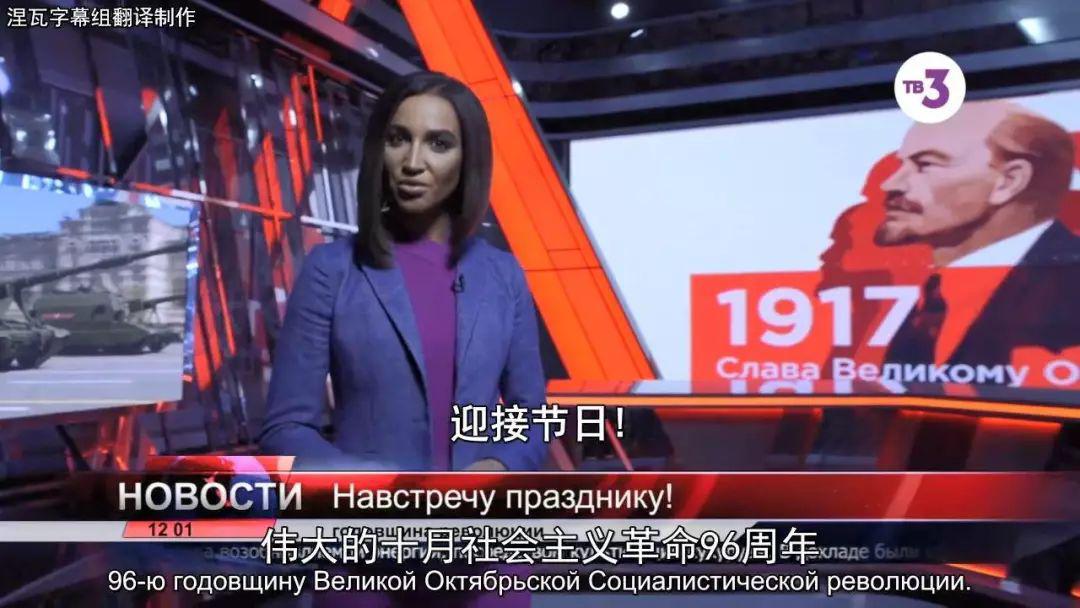 涅瓦字幕组翻译制作
ТВ3
1917
Слава Великому О
迎接节日!
НОВОСТИ
Навстречу празднику!
12 01
годовщина революции
伟大的十月社会主义革命96周年
96-ю годовщину Великой Октябрьской Социалистической революции.